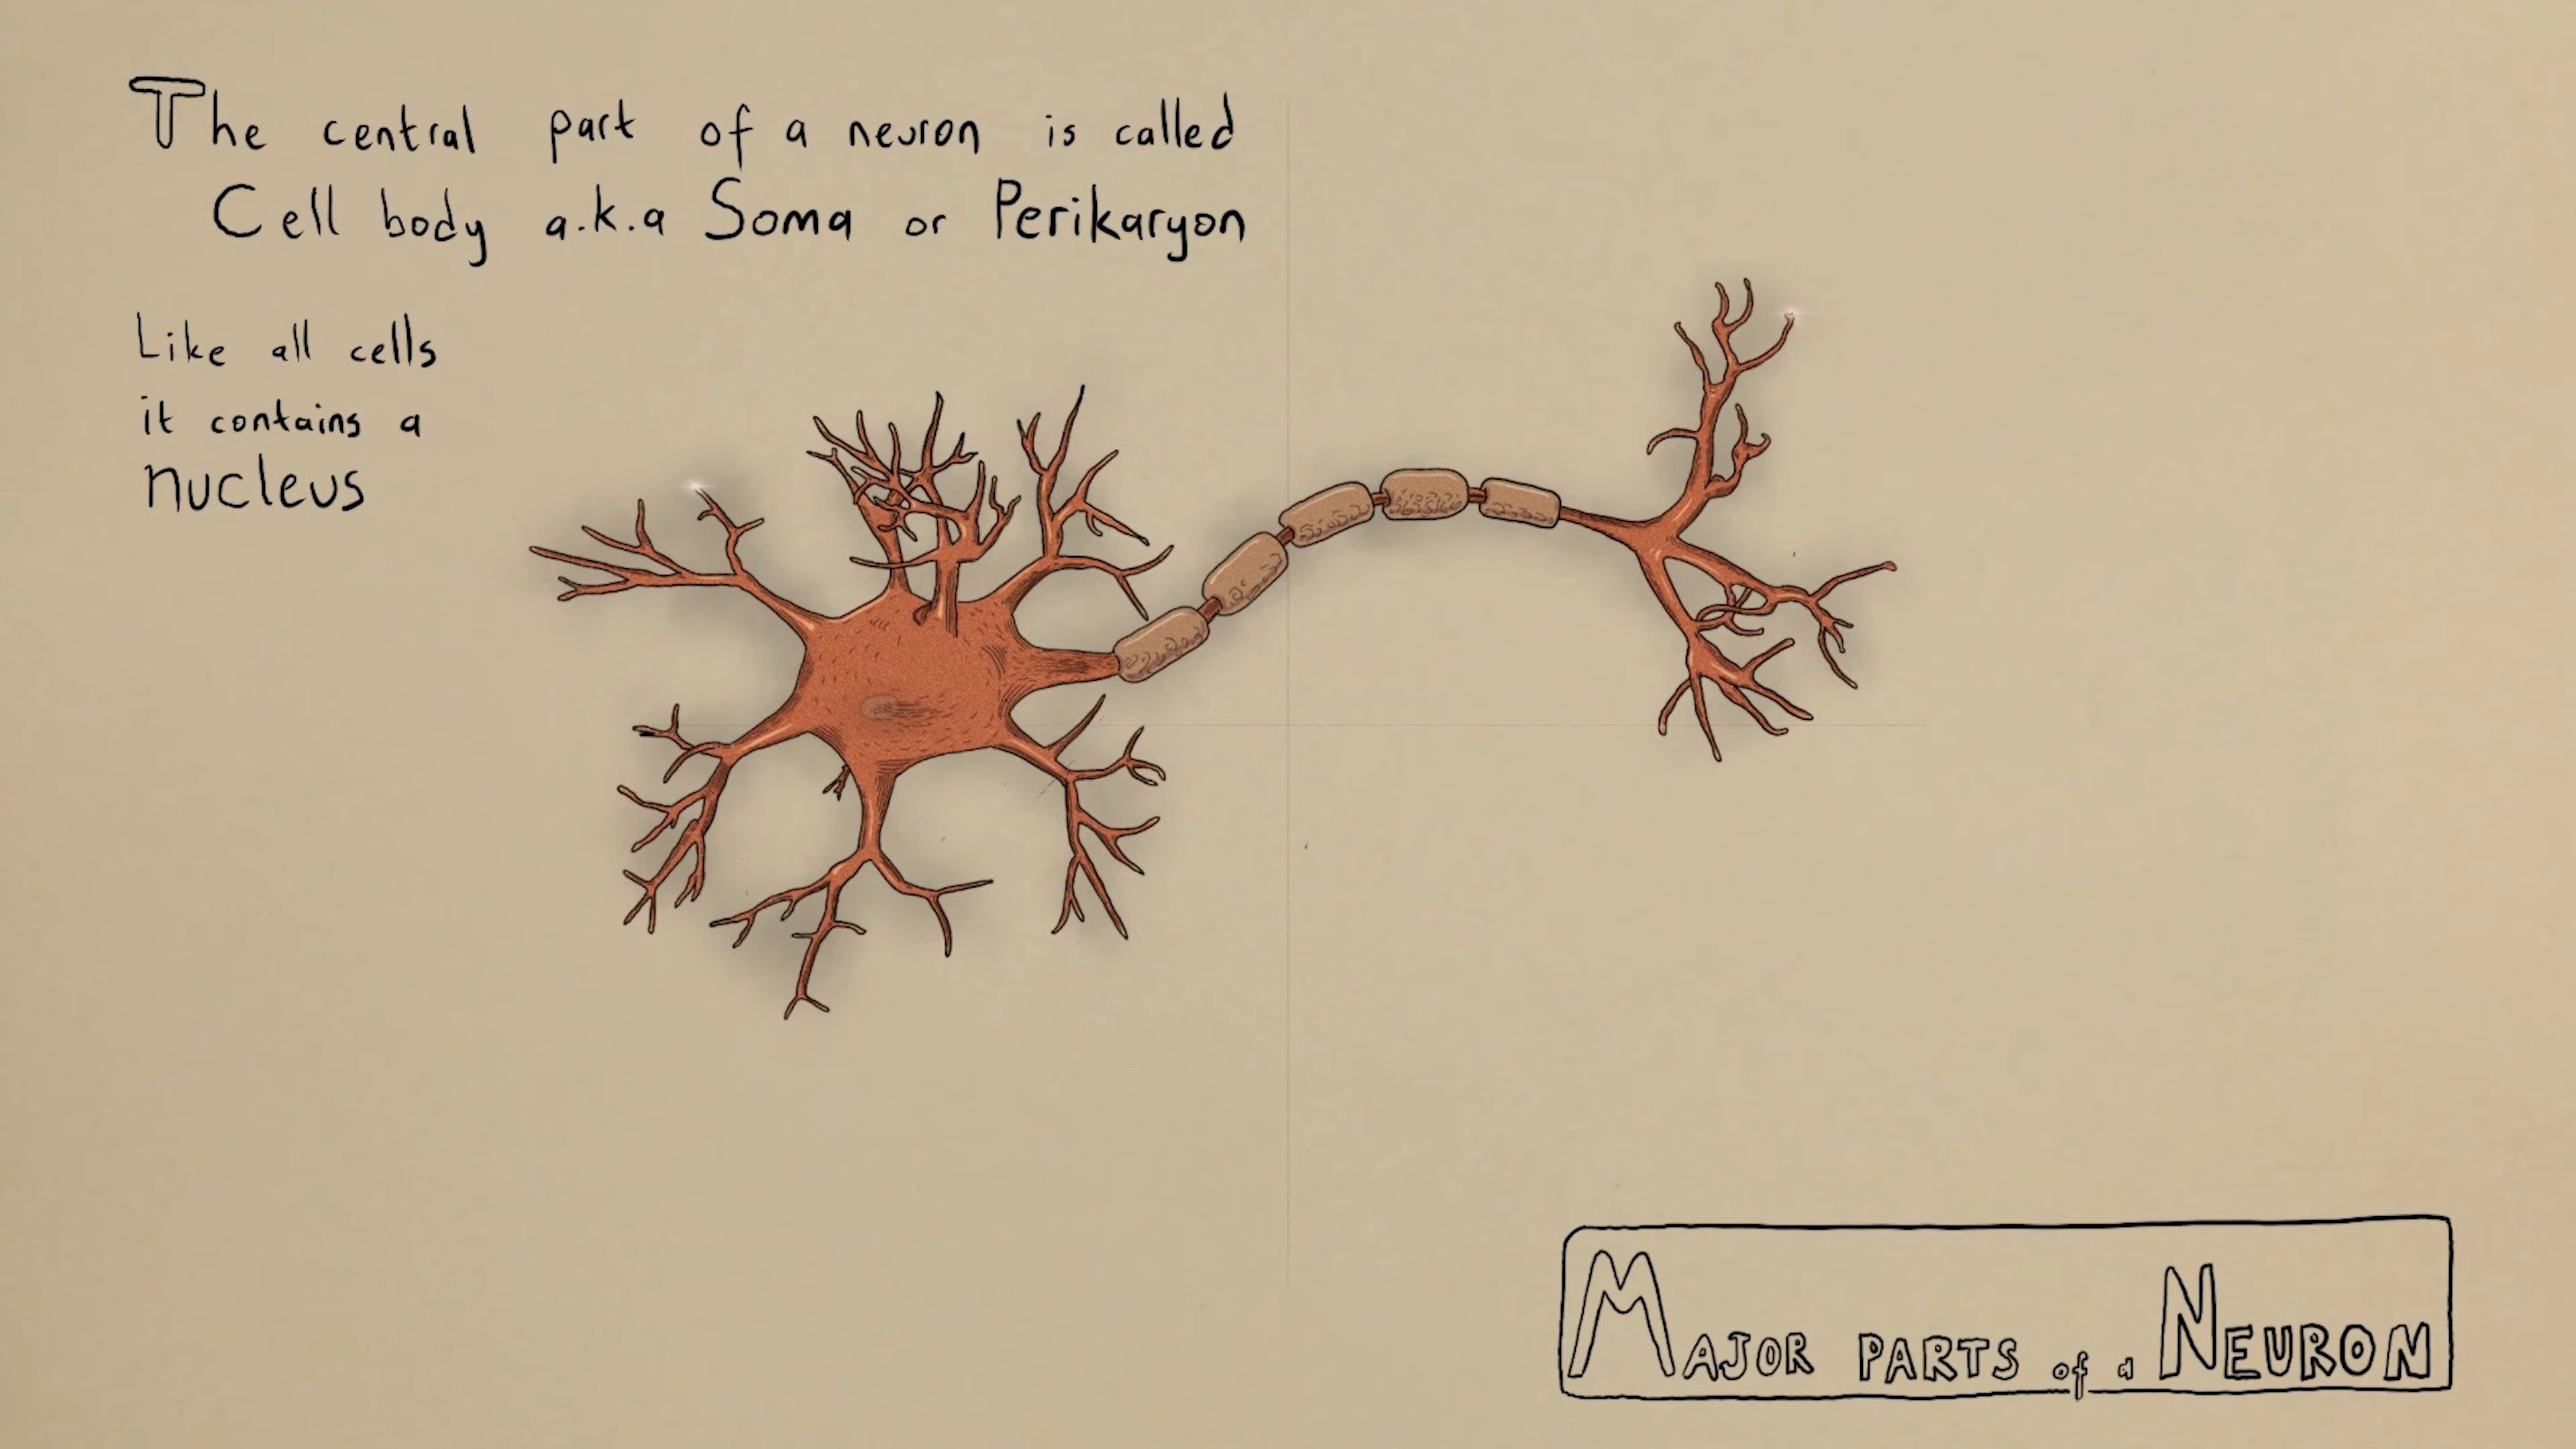 The central part of a neuron is called
Cell body a.k.a Soma or Perikaryon
Like all cells
it contains a
nucleus
MAJOR PARTS of a NEURON